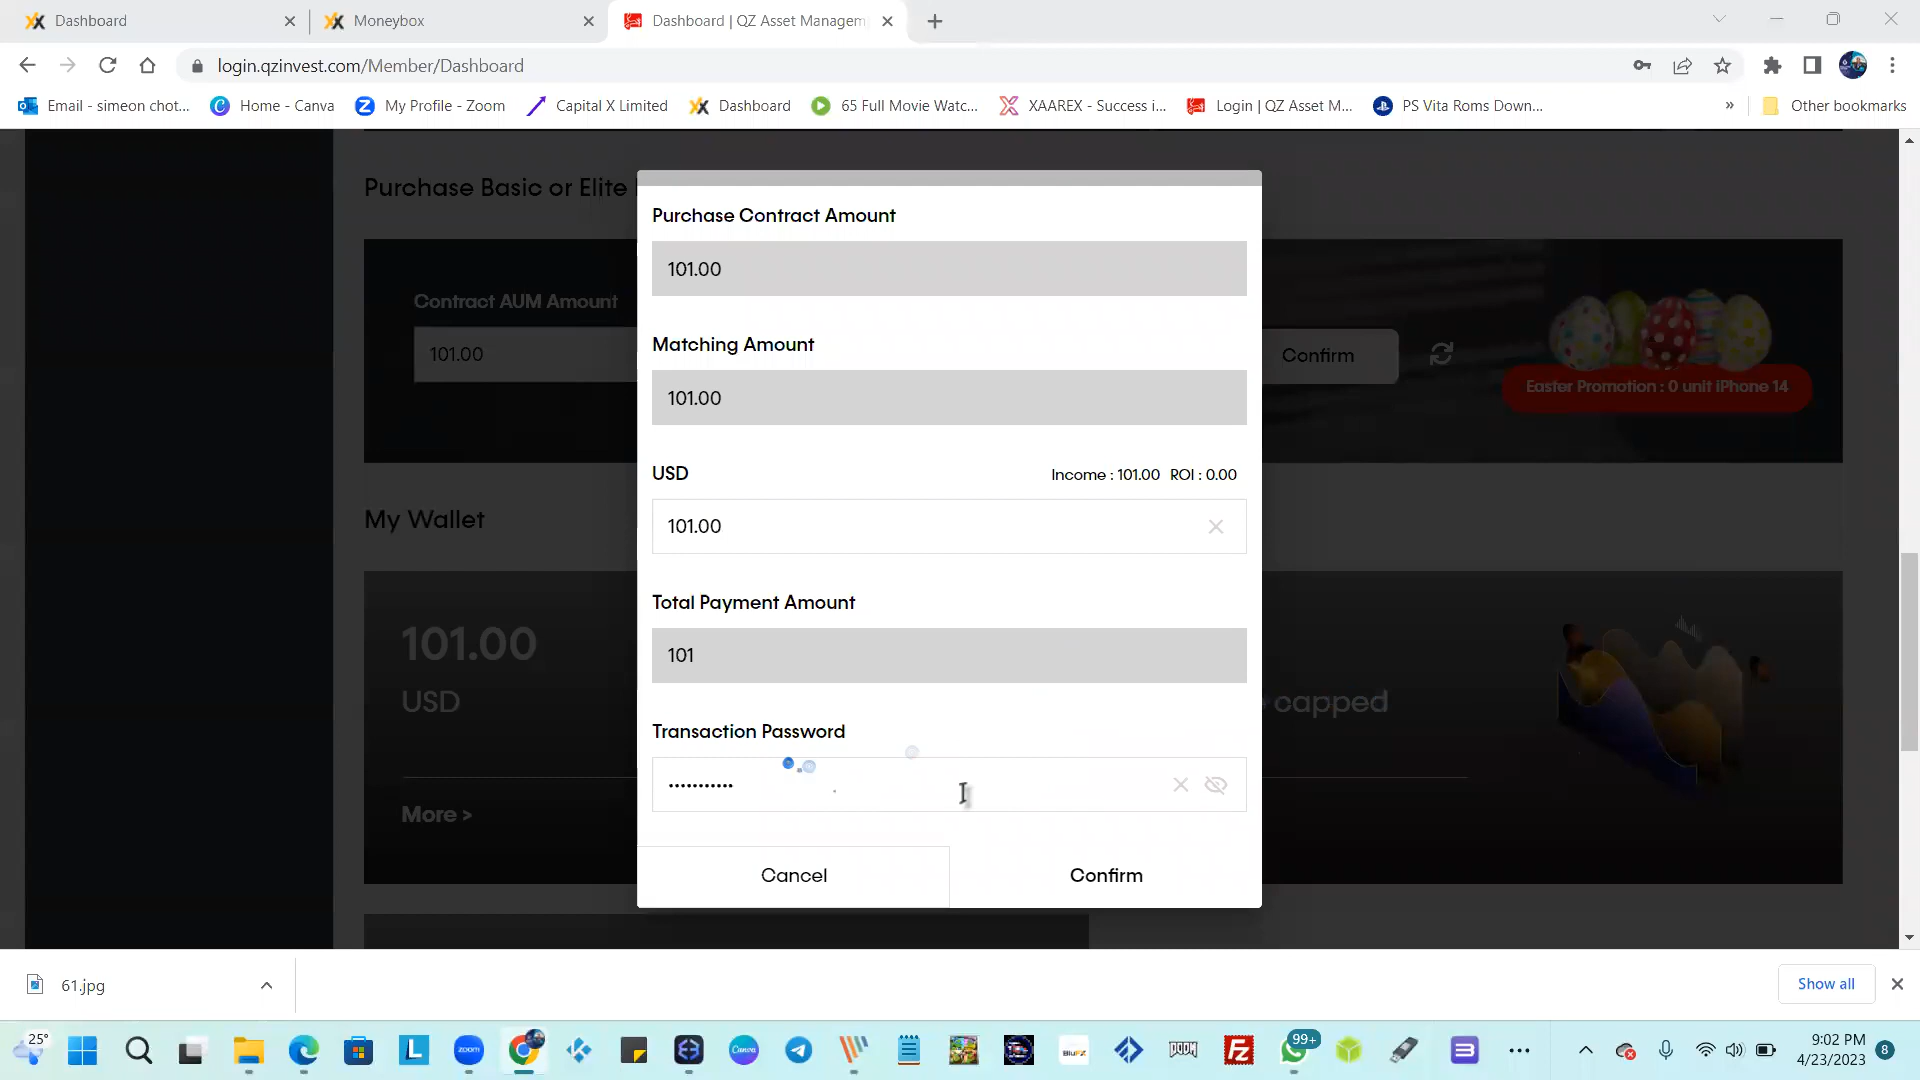 Dashboard
Moneybox
Dashboard | QZ Asset Managem
login.qzinvest.com/Member/Dashboard
Email - simeon chot...
Home - Canva
My Profile - Zoom
Capital X Limited
Dashboard
65 Full Movie Watc...
XAAREX - Success i...
Login | QZ Asset M...
PS Vita Roms Down...
»
Other bookmarks
Purchase Basic or Elite
Contract AUM Amount
101.00
Confirm
Easter Promotion : 0 unit iPhone 14
My Wallet
101.00
USD
capped
More >
Purchase Contract Amount
101.00
Matching Amount
101.00
USD
Income : 101.00 ROI : 0.00
101.00
Total Payment Amount
101
Transaction Password
•••••••••••
Cancel
Confirm
61.jpg
Show all
25°
L
zoom
Canva
BluFX
DOOM
FZ
99+
9:02 PM
4/23/2023
8